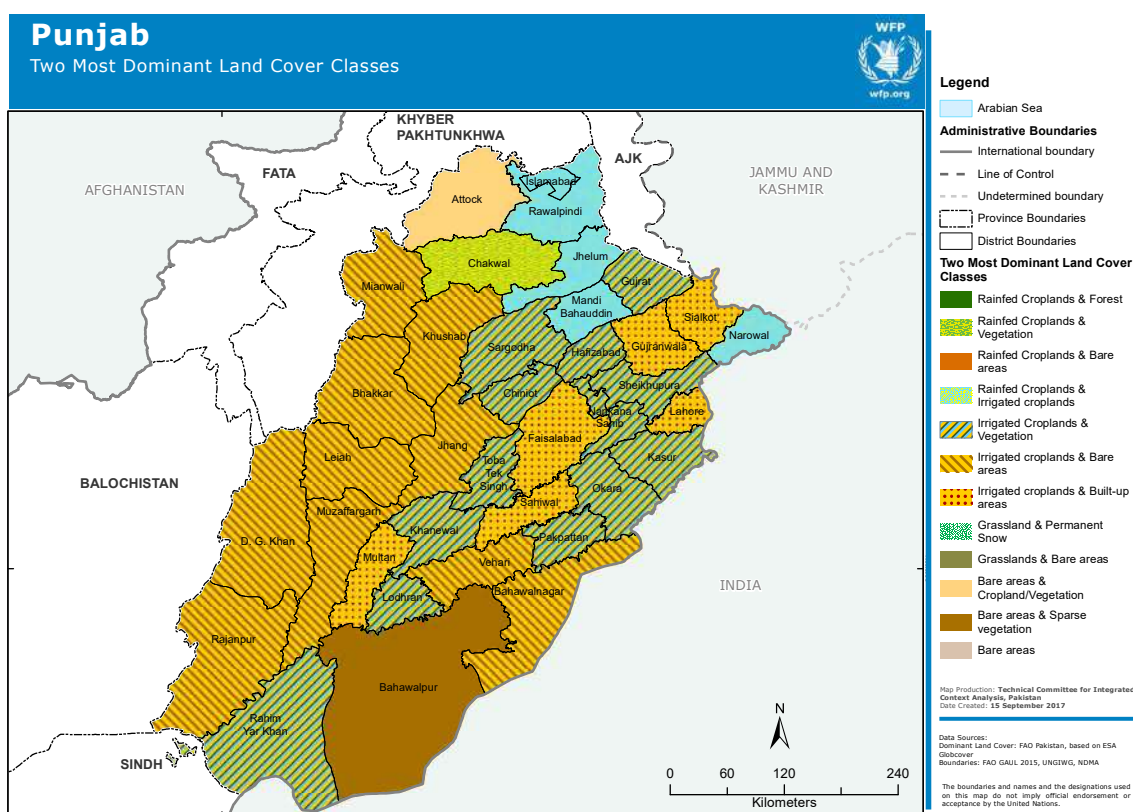 Punjab
Two Most Dominant Land Cover Classes
WFP
wfp.org
KHYBER
PAKHTUNKHWA
FATA
AJK
AFGHANISTAN
JAMMU AND
KASHMIR
Islamabad
Attock
Rawalpindi
Chakwal
Jhelum
Mianwali
Gujrat
Mandi
Bahauddin
Sialkot
Khushab
Narowal
Sargodha
Hafizabad
Gujranwala
Bhakkar
Chiniot
Sheikhupura
Nankana
Sahib
Lahore
Faisalabad
Jhang
Leiah
Toba
Tek
Singh
Kasur
BALOCHISTAN
Okara
Muzaffargarh
Sahiwal
Khanewal
D. G. Khan
Pakpattan
Multan
Vehari
INDIA
Lodhran
Bahawalnagar
Rajanpur
Bahawalpur
Rahim
Yar Khan
SINDH
N
0 60 120 240
Kilometers
Legend
Arabian Sea
Administrative Boundaries
International boundary
Line of Control
Undetermined boundary
Province Boundaries
District Boundaries
Two Most Dominant Land Cover
Classes
Rainfed Croplands & Forest
Rainfed Croplands &
Vegetation
Rainfed Croplands & Bare
areas
Rainfed Croplands &
Irrigated croplands
Irrigated Croplands &
Vegetation
Irrigated croplands & Bare
areas
Irrigated croplands & Built-up
areas
Grassland & Permanent
Snow
Grasslands & Bare areas
Bare areas &
Cropland/Vegetation
Bare areas & Sparse
vegetation
Bare areas
Map Production: Technical Committee for Integrated
Context Analysis, Pakistan
Date Created: 15 September 2017
Data Sources:
Dominant Land Cover: FAO Pakistan, based on ESA
Globcover
Boundaries: FAO GAUL 2015, UNGIWG, NDMA
The boundaries and names and the designations used
on this map do not imply official endorsement or
acceptance by the United Nations.